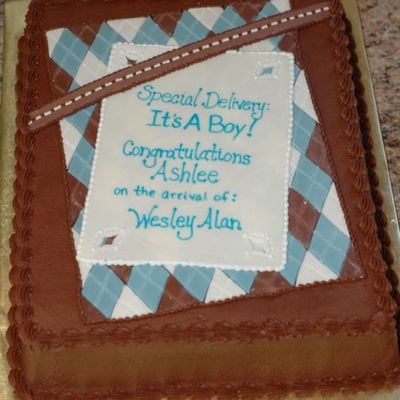 Special Delivery:
It's A Boy!
Congratulations
Ashlee
on the arrival of:
Wesley Alan